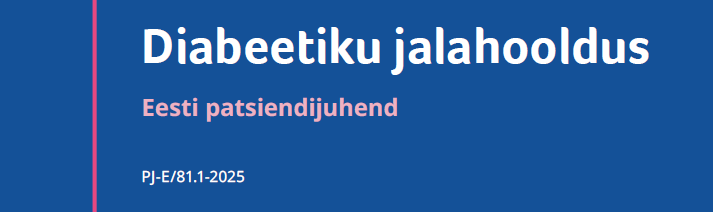 Diabeetiku jalahooldus
Eesti patsiendijuhend
PJ-E/81.1-2025